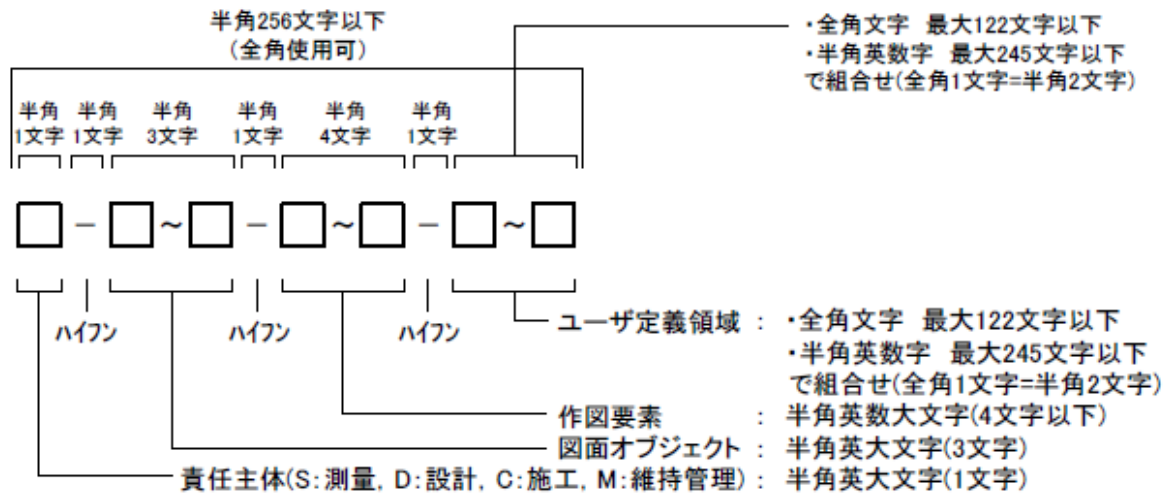 半角256文字以下
(全角使用可)
・全角文字 最大122文字以下
・半角英数字 最大245文字以下
で組合せ(全角1文字=半角2文字)
半角 半角 半角 半角 半角 半角
1文字 1文字 3文字 1文字 4文字 1文字
□ − □~□ − □~□ − □~□
ハイフン ハイフン ハイフン
ユーザ定義領域 : ・全角文字 最大122文字以下
・半角英数字 最大245文字以下
で組合せ(全角1文字=半角2文字)
作図要素 : 半角英数大文字(4文字以下)
図面オブジェクト : 半角英大文字(3文字)
責任主体(S:測量, D:設計, C:施工, M:維持管理) : 半角英大文字(1文字)